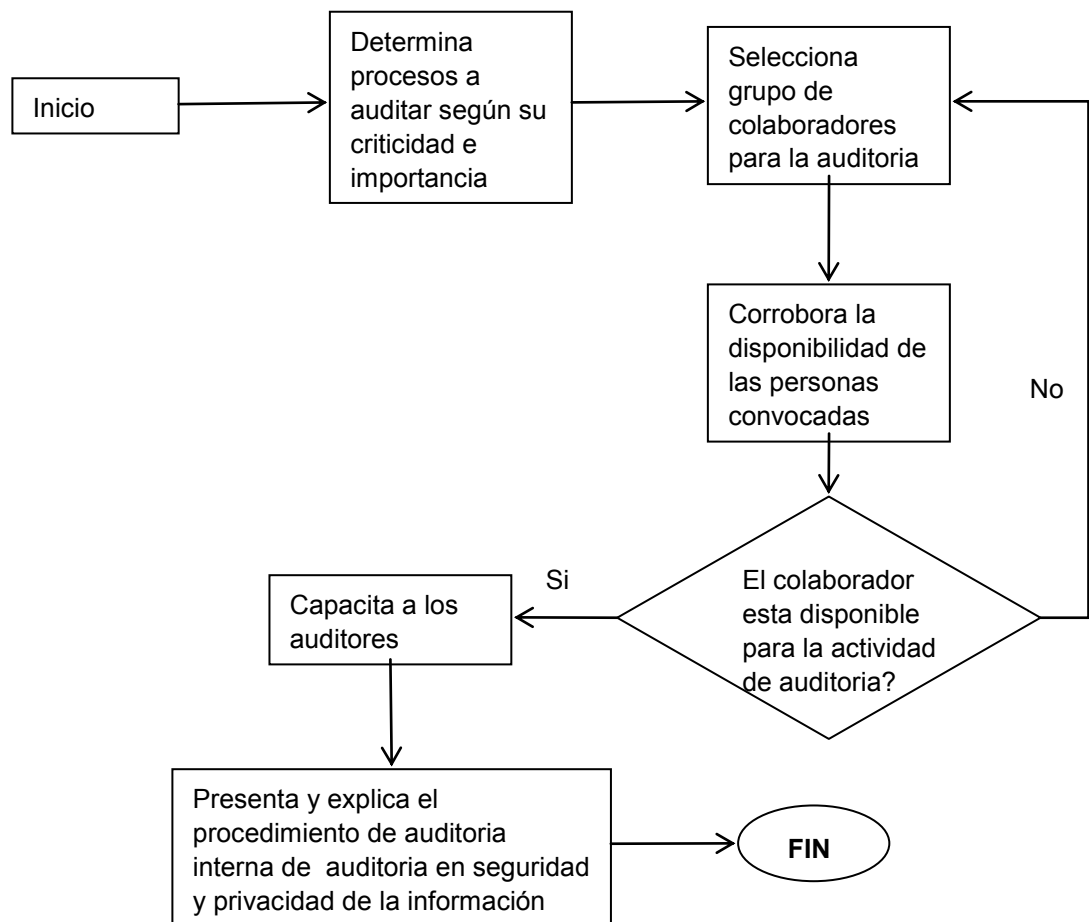 Inicio
Determina
procesos a
auditar según su
criticidad e
importancia
Selecciona
grupo de
colaboradores
para la auditoria
Corrobora la
disponibilidad de
las personas
convocadas
No
El colaborador
esta disponible
para la actividad
de auditoria?
Si
Capacita a los
auditores
Presenta y explica el
procedimiento de auditoria
interna de auditoria en seguridad
y privacidad de la información
FIN